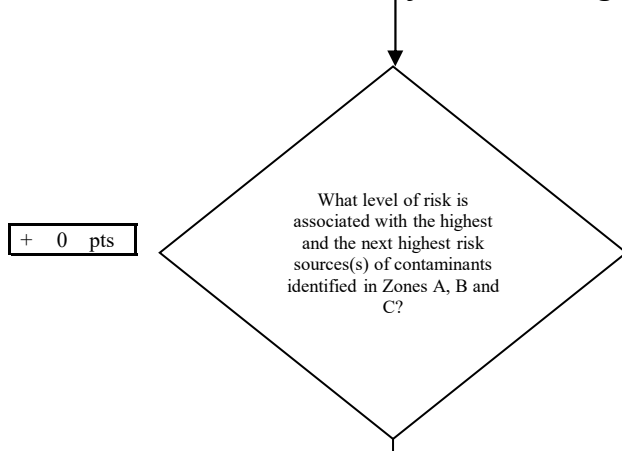 What level of risk is
associated with the highest
and the next highest risk
sources(s) of contaminants
identified in Zones A, B and
C?
+ 0 pts